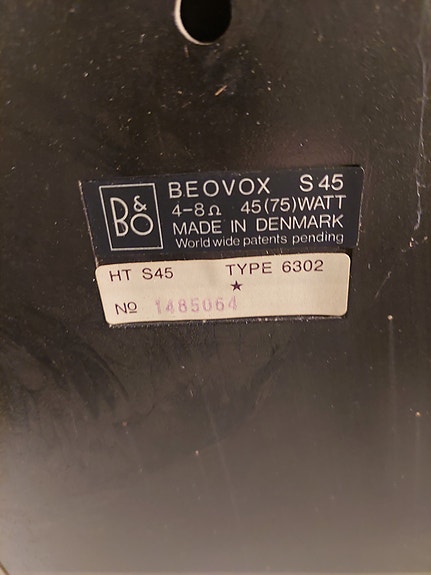 B&O
BEOVOX S45
4-8Ω 45(75)WATT
MADE IN DENMARK
World wide patents pending
HT S45 TYPE 6302
★
Nº 1485064